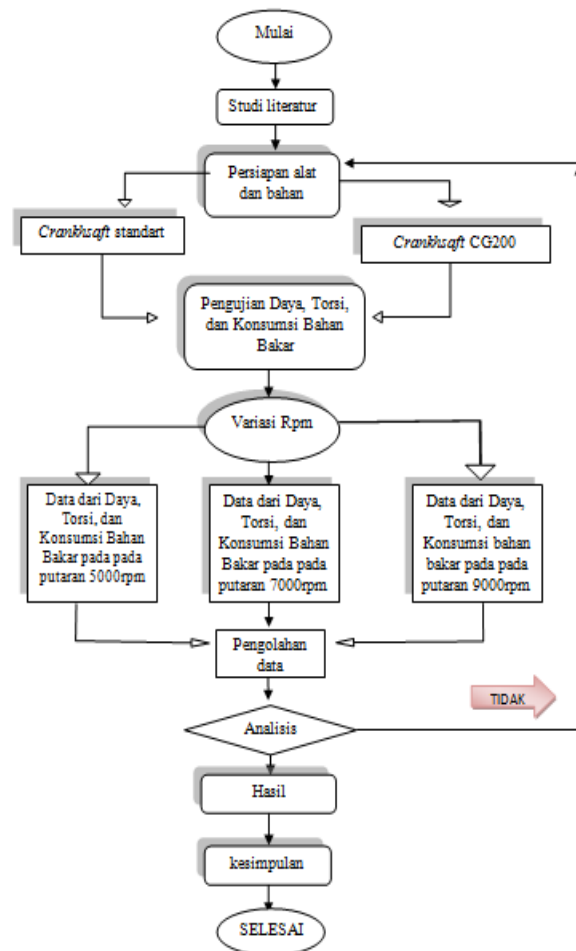 Mulai
Studi literatur
Persiapan alat
dan bahan
Crankhsaft standart
Crankhsaft CG200
Pengujian Daya, Torsi,
dan Konsumsi Bahan
Bakar
Variasi Rpm
Data dari Daya,
Torsi, dan
Konsumsi Bahan
Bakar pada pada
putaran 5000rpm
Data dari Daya,
Torsi, dan
Konsumsi Bahan
Bakar pada pada
putaran 7000rpm
Data dari Daya,
Torsi, dan
Konsumsi bahan
bakar pada pada
putaran 9000rpm
Pengolahan
data
TIDAK
Analisis
Hasil
kesimpulan
SELESAI